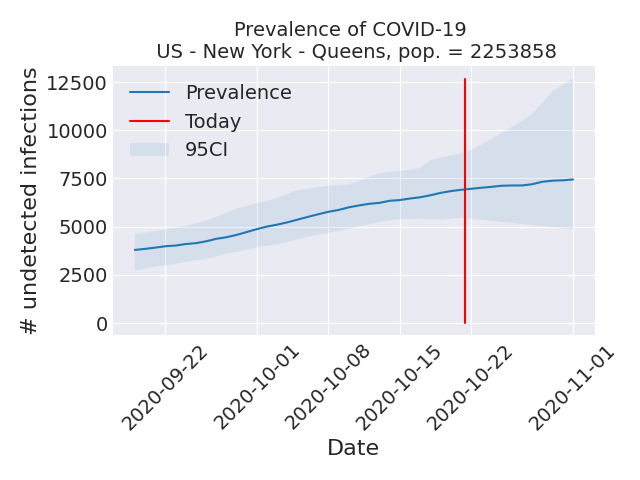 Prevalence of COVID-19
US - New York - Queens, pop. = 2253858
# undetected infections
12500
10000
7500
5000
2500
0
Prevalence
Today
95CI
2020-09-22
2020-10-01
2020-10-08
2020-10-15
2020-10-22
2020-11-01
Date